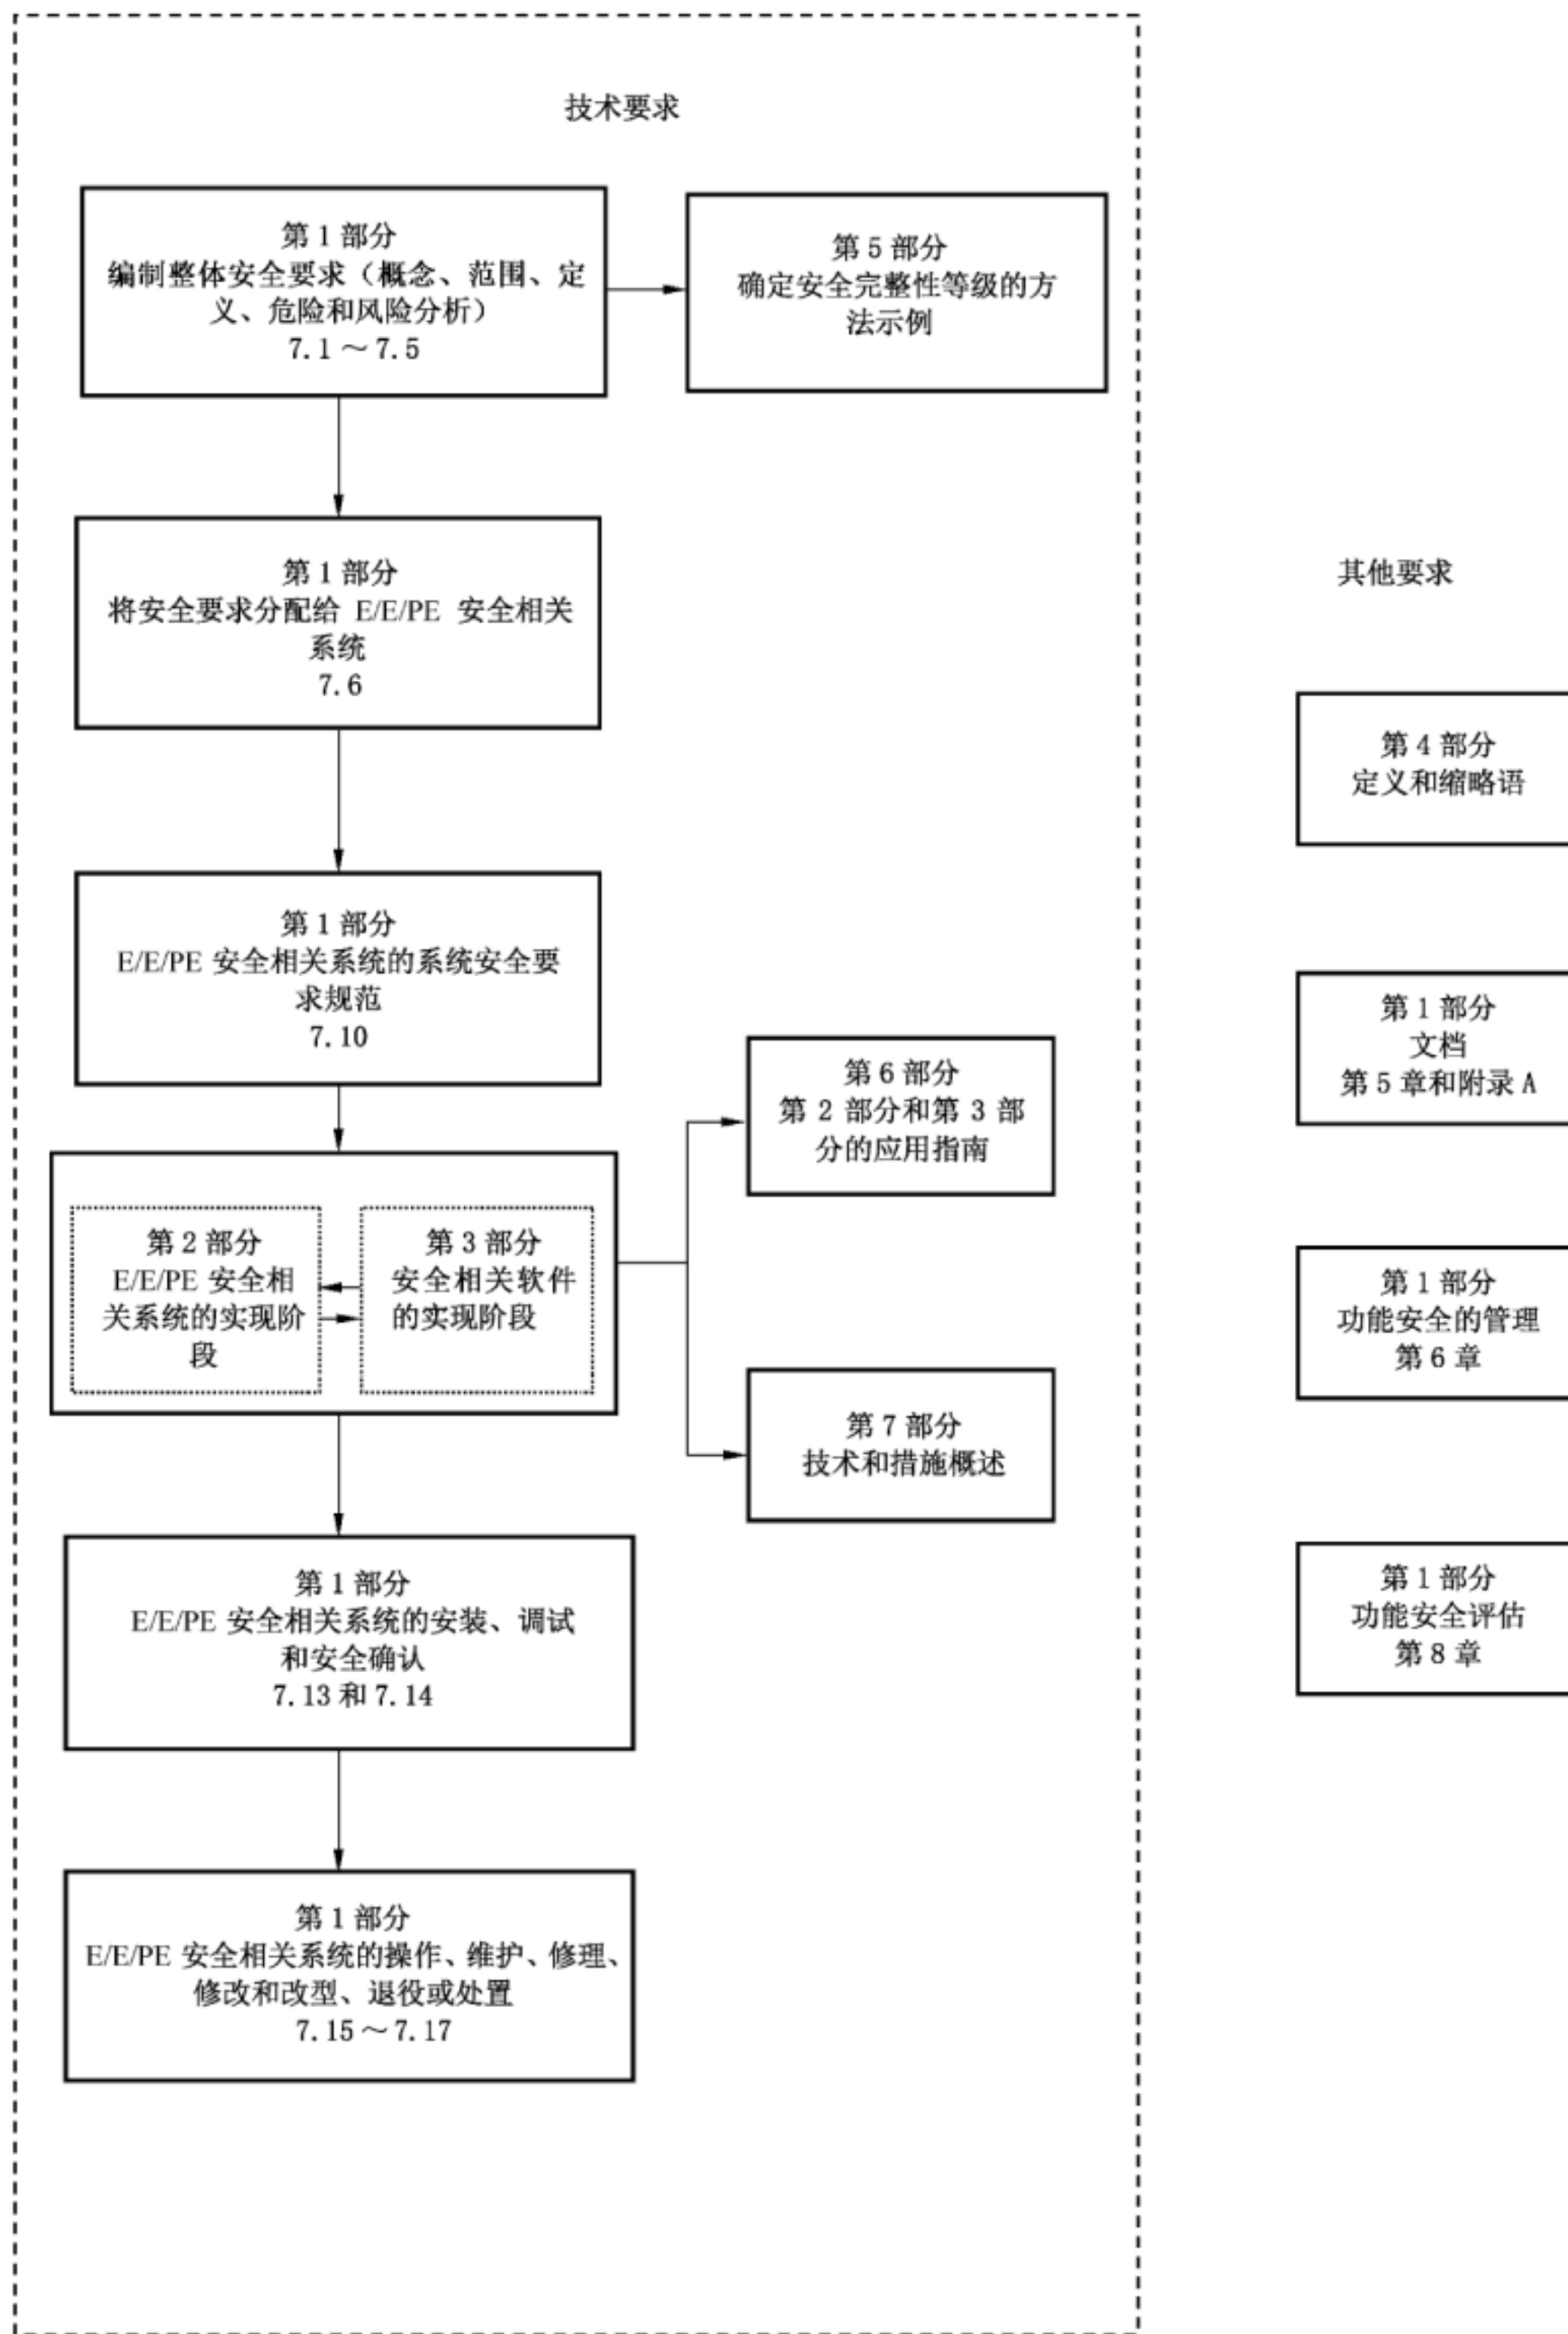 技术要求
第 1 部分
编制整体安全要求（概念、范围、定
义、危险和风险分析）
7.1～7.5
第 5 部分
确定安全完整性等级的方
法示例
第 1 部分
将安全要求分配给 E/E/PE 安全相关
系统
7.6
第 1 部分
E/E/PE 安全相关系统的系统安全要
求规范
7.10
第 6 部分
第 2 部分和第 3 部
分的应用指南
第 2 部分
E/E/PE 安全相
关系统的实现阶
段
第 3 部分
安全相关软件
的实现阶段
第 7 部分
技术和措施概述
第 1 部分
E/E/PE 安全相关系统的安装、调试
和安全确认
7.13 和 7.14
第 1 部分
E/E/PE 安全相关系统的操作、维护、修理、
修改和改型、退役或处置
7.15～7.17
其他要求
第 4 部分
定义和缩略语
第 1 部分
文档
第 5 章和附录 A
第 1 部分
功能安全的管理
第 6 章
第 1 部分
功能安全评估
第 8 章